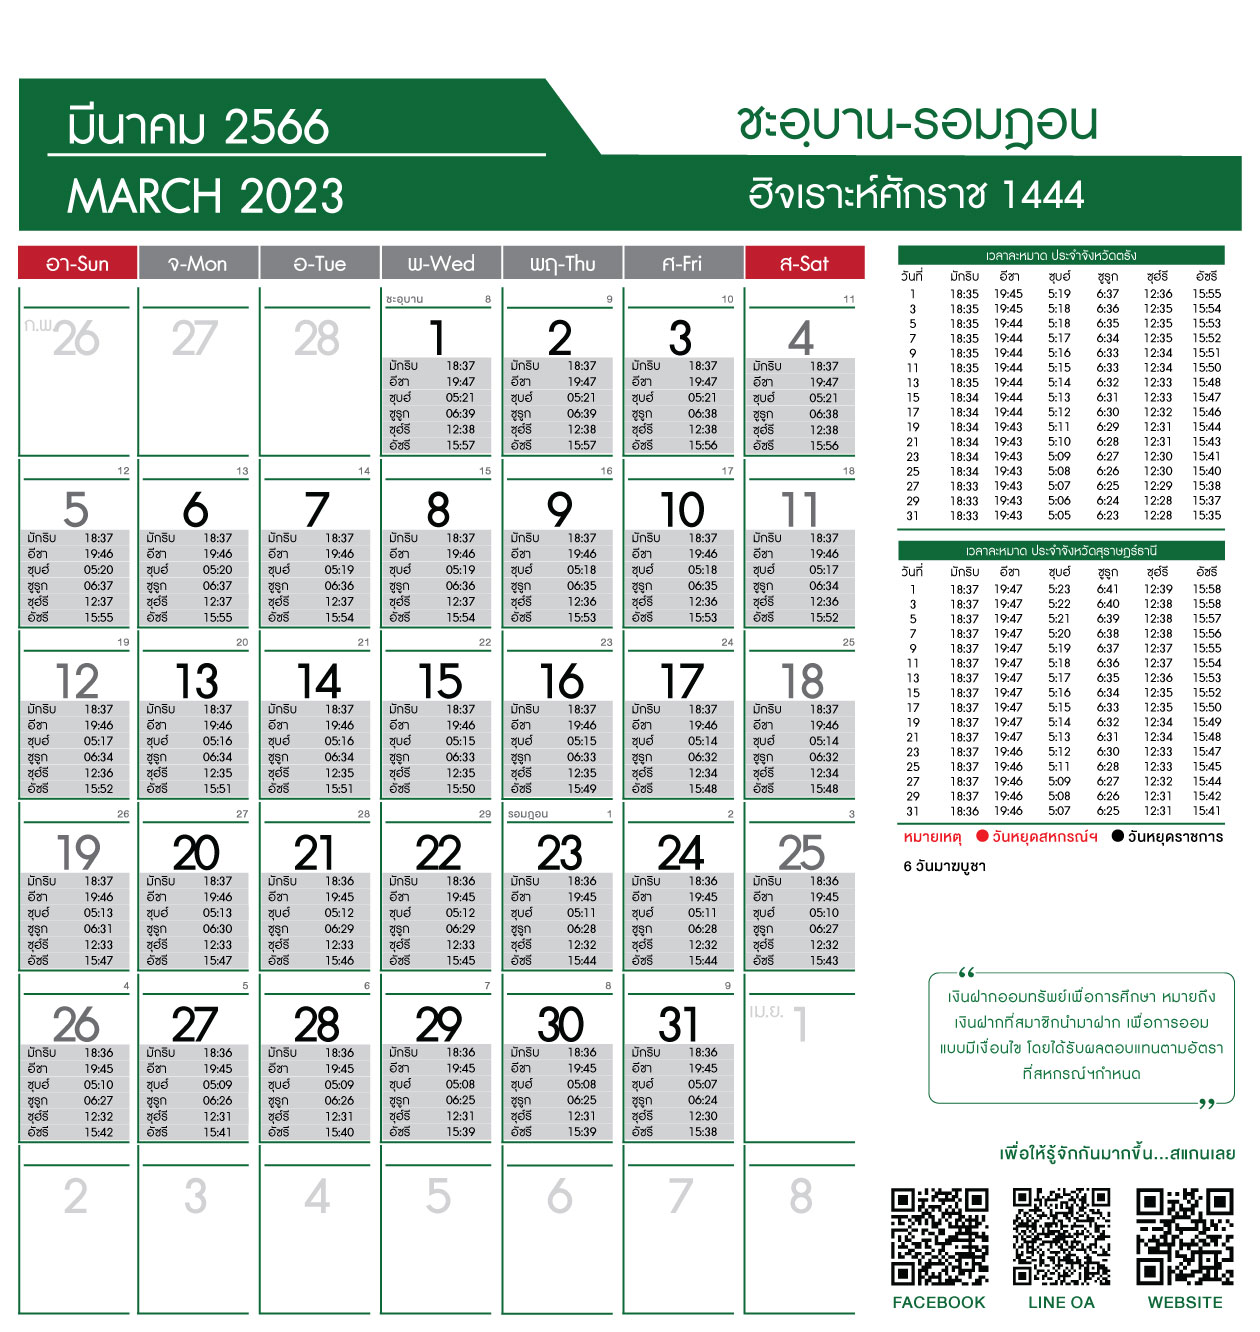 มีนาคม 2566
MARCH 2023
ชะอฺบาน-รอมฎอน
ฮิจเราะห์ศักราช 1444
อา-Sun จ-Mon อ-Tue พ-Wed พฤ-Thu ศ-Fri ส-Sat
ชะอฺบาน 8 9 10 11
ก.พ. 26 27 28 1 2 3 4
มักริบ 18:37 มักริบ 18:37 มักริบ 18:37 มักริบ 18:37
อีชา 19:47 อีชา 19:47 อีชา 19:47 อีชา 19:47
ซุบฮ์ 05:21 ซุบฮ์ 05:21 ซุบฮ์ 05:21 ซุบฮ์ 05:21
ชูรูก 06:39 ชูรูก 06:39 ชูรูก 06:38 ชูรูก 06:38
ซุฮ์รี 12:38 ซุฮ์รี 12:38 ซุฮ์รี 12:38 ซุฮ์รี 12:38
อัซรี 15:57 อัซรี 15:57 อัซรี 15:56 อัซรี 15:56
12 13 14 15 16 17 18
5 6 7 8 9 10 11
มักริบ 18:37 มักริบ 18:37 มักริบ 18:37 มักริบ 18:37 มักริบ 18:37 มักริบ 18:37 มักริบ 18:37
อีชา 19:46 อีชา 19:46 อีชา 19:46 อีชา 19:46 อีชา 19:46 อีชา 19:46 อีชา 19:46
ซุบฮ์ 05:20 ซุบฮ์ 05:20 ซุบฮ์ 05:19 ซุบฮ์ 05:19 ซุบฮ์ 05:18 ซุบฮ์ 05:18 ซุบฮ์ 05:17
ชูรูก 06:37 ชูรูก 06:37 ชูรูก 06:36 ชูรูก 06:36 ชูรูก 06:35 ชูรูก 06:35 ชูรูก 06:34
ซุฮ์รี 12:37 ซุฮ์รี 12:37 ซุฮ์รี 12:37 ซุฮ์รี 12:37 ซุฮ์รี 12:36 ซุฮ์รี 12:36 ซุฮ์รี 12:36
อัซรี 15:55 อัซรี 15:55 อัซรี 15:54 อัซรี 15:54 อัซรี 15:53 อัซรี 15:53 อัซรี 15:52
19 20 21 22 23 24 25
12 13 14 15 16 17 18
มักริบ 18:37 มักริบ 18:37 มักริบ 18:37 มักริบ 18:37 มักริบ 18:37 มักริบ 18:37 มักริบ 18:37
อีชา 19:46 อีชา 19:46 อีชา 19:46 อีชา 19:46 อีชา 19:46 อีชา 19:46 อีชา 19:46
ซุบฮ์ 05:17 ซุบฮ์ 05:16 ซุบฮ์ 05:16 ซุบฮ์ 05:15 ซุบฮ์ 05:15 ซุบฮ์ 05:14 ซุบฮ์ 05:14
ชูรูก 06:34 ชูรูก 06:34 ชูรูก 06:34 ชูรูก 06:33 ชูรูก 06:33 ชูรูก 06:32 ชูรูก 06:32
ซุฮ์รี 12:36 ซุฮ์รี 12:35 ซุฮ์รี 12:35 ซุฮ์รี 12:35 ซุฮ์รี 12:35 ซุฮ์รี 12:34 ซุฮ์รี 12:34
อัซรี 15:52 อัซรี 15:51 อัซรี 15:51 อัซรี 15:50 อัซรี 15:49 อัซรี 15:48 อัซรี 15:48
26 27 28 29 รอมฎอน 1 2 3
19 20 21 22 23 24 25
มักริบ 18:37 มักริบ 18:37 มักริบ 18:36 มักริบ 18:36 มักริบ 18:36 มักริบ 18:36 มักริบ 18:36
อีชา 19:46 อีชา 19:46 อีชา 19:45 อีชา 19:45 อีชา 19:45 อีชา 19:45 อีชา 19:45
ซุบฮ์ 05:13 ซุบฮ์ 05:13 ซุบฮ์ 05:12 ซุบฮ์ 05:12 ซุบฮ์ 05:11 ซุบฮ์ 05:11 ซุบฮ์ 05:10
ชูรูก 06:31 ชูรูก 06:30 ชูรูก 06:29 ชูรูก 06:29 ชูรูก 06:28 ชูรูก 06:28 ชูรูก 06:27
ซุฮ์รี 12:33 ซุฮ์รี 12:33 ซุฮ์รี 12:33 ซุฮ์รี 12:33 ซุฮ์รี 12:32 ซุฮ์รี 12:32 ซุฮ์รี 12:32
อัซรี 15:47 อัซรี 15:47 อัซรี 15:46 อัซรี 15:45 อัซรี 15:44 อัซรี 15:44 อัซรี 15:43
4 5 6 7 8 9
26 27 28 29 30 31 เม.ย. 1
มักริบ 18:36 มักริบ 18:36 มักริบ 18:36 มักริบ 18:36 มักริบ 18:36 มักริบ 18:36
อีชา 19:45 อีชา 19:45 อีชา 19:45 อีชา 19:45 อีชา 19:45 อีชา 19:45
ซุบฮ์ 05:10 ซุบฮ์ 05:09 ซุบฮ์ 05:09 ซุบฮ์ 05:08 ซุบฮ์ 05:08 ซุบฮ์ 05:07
ชูรูก 06:27 ชูรูก 06:26 ชูรูก 06:26 ชูรูก 06:25 ชูรูก 06:25 ชูรูก 06:24
ซุฮ์รี 12:32 ซุฮ์รี 12:31 ซุฮ์รี 12:31 ซุฮ์รี 12:31 ซุฮ์รี 12:31 ซุฮ์รี 12:30
อัซรี 15:42 อัซรี 15:41 อัซรี 15:40 อัซรี 15:39 อัซรี 15:39 อัซรี 15:38
2 3 4 5 6 7 8
เวลาละหมาด ประจำจังหวัดตรัง
วันที่ มักริบ อีชา ซุบฮ์ ชูรูก ซุฮ์รี อัซรี
1 18:35 19:45 5:19 6:37 12:36 15:55
3 18:35 19:45 5:18 6:36 12:35 15:54
5 18:35 19:44 5:18 6:35 12:35 15:53
7 18:35 19:44 5:17 6:34 12:35 15:52
9 18:35 19:44 5:16 6:33 12:34 15:51
11 18:35 19:44 5:15 6:33 12:34 15:50
13 18:35 19:44 5:14 6:32 12:33 15:48
15 18:34 19:44 5:13 6:31 12:33 15:47
17 18:34 19:44 5:12 6:30 12:32 15:46
19 18:34 19:43 5:11 6:29 12:31 15:44
21 18:34 19:43 5:10 6:28 12:31 15:43
23 18:34 19:43 5:09 6:27 12:30 15:41
25 18:34 19:43 5:08 6:26 12:30 15:40
27 18:33 19:43 5:07 6:25 12:29 15:38
29 18:33 19:43 5:06 6:24 12:28 15:37
31 18:33 19:43 5:05 6:23 12:28 15:35
เวลาละหมาด ประจำจังหวัดสุราษฎร์ธานี
วันที่ มักริบ อีชา ซุบฮ์ ชูรูก ซุฮ์รี อัซรี
1 18:37 19:47 5:23 6:41 12:39 15:58
3 18:37 19:47 5:22 6:40 12:38 15:58
5 18:37 19:47 5:21 6:39 12:38 15:57
7 18:37 19:47 5:20 6:38 12:38 15:56
9 18:37 19:47 5:19 6:37 12:37 15:55
11 18:37 19:47 5:18 6:36 12:37 15:54
13 18:37 19:47 5:17 6:35 12:36 15:53
15 18:37 19:47 5:16 6:34 12:35 15:52
17 18:37 19:47 5:15 6:33 12:35 15:50
19 18:37 19:47 5:14 6:32 12:34 15:49
21 18:37 19:47 5:13 6:31 12:34 15:48
23 18:37 19:46 5:12 6:30 12:33 15:47
25 18:37 19:46 5:11 6:28 12:33 15:45
27 18:37 19:46 5:09 6:27 12:32 15:44
29 18:37 19:46 5:08 6:26 12:31 15:42
31 18:36 19:46 5:07 6:25 12:31 15:41
หมายเหตุ ● วันหยุดสหกรณ์ฯ ● วันหยุดราชการ
6 วันมาฆบูชา
“เงินฝากออมทรัพย์เพื่อการศึกษา หมายถึง
เงินฝากที่สมาชิกนำมาฝาก เพื่อการออม
แบบมีเงื่อนไข โดยได้รับผลตอบแทนตามอัตรา
ที่สหกรณ์ฯกำหนด”
เพื่อให้รู้จักกันมากขึ้น...สแกนเลย
FACEBOOK LINE OA WEBSITE